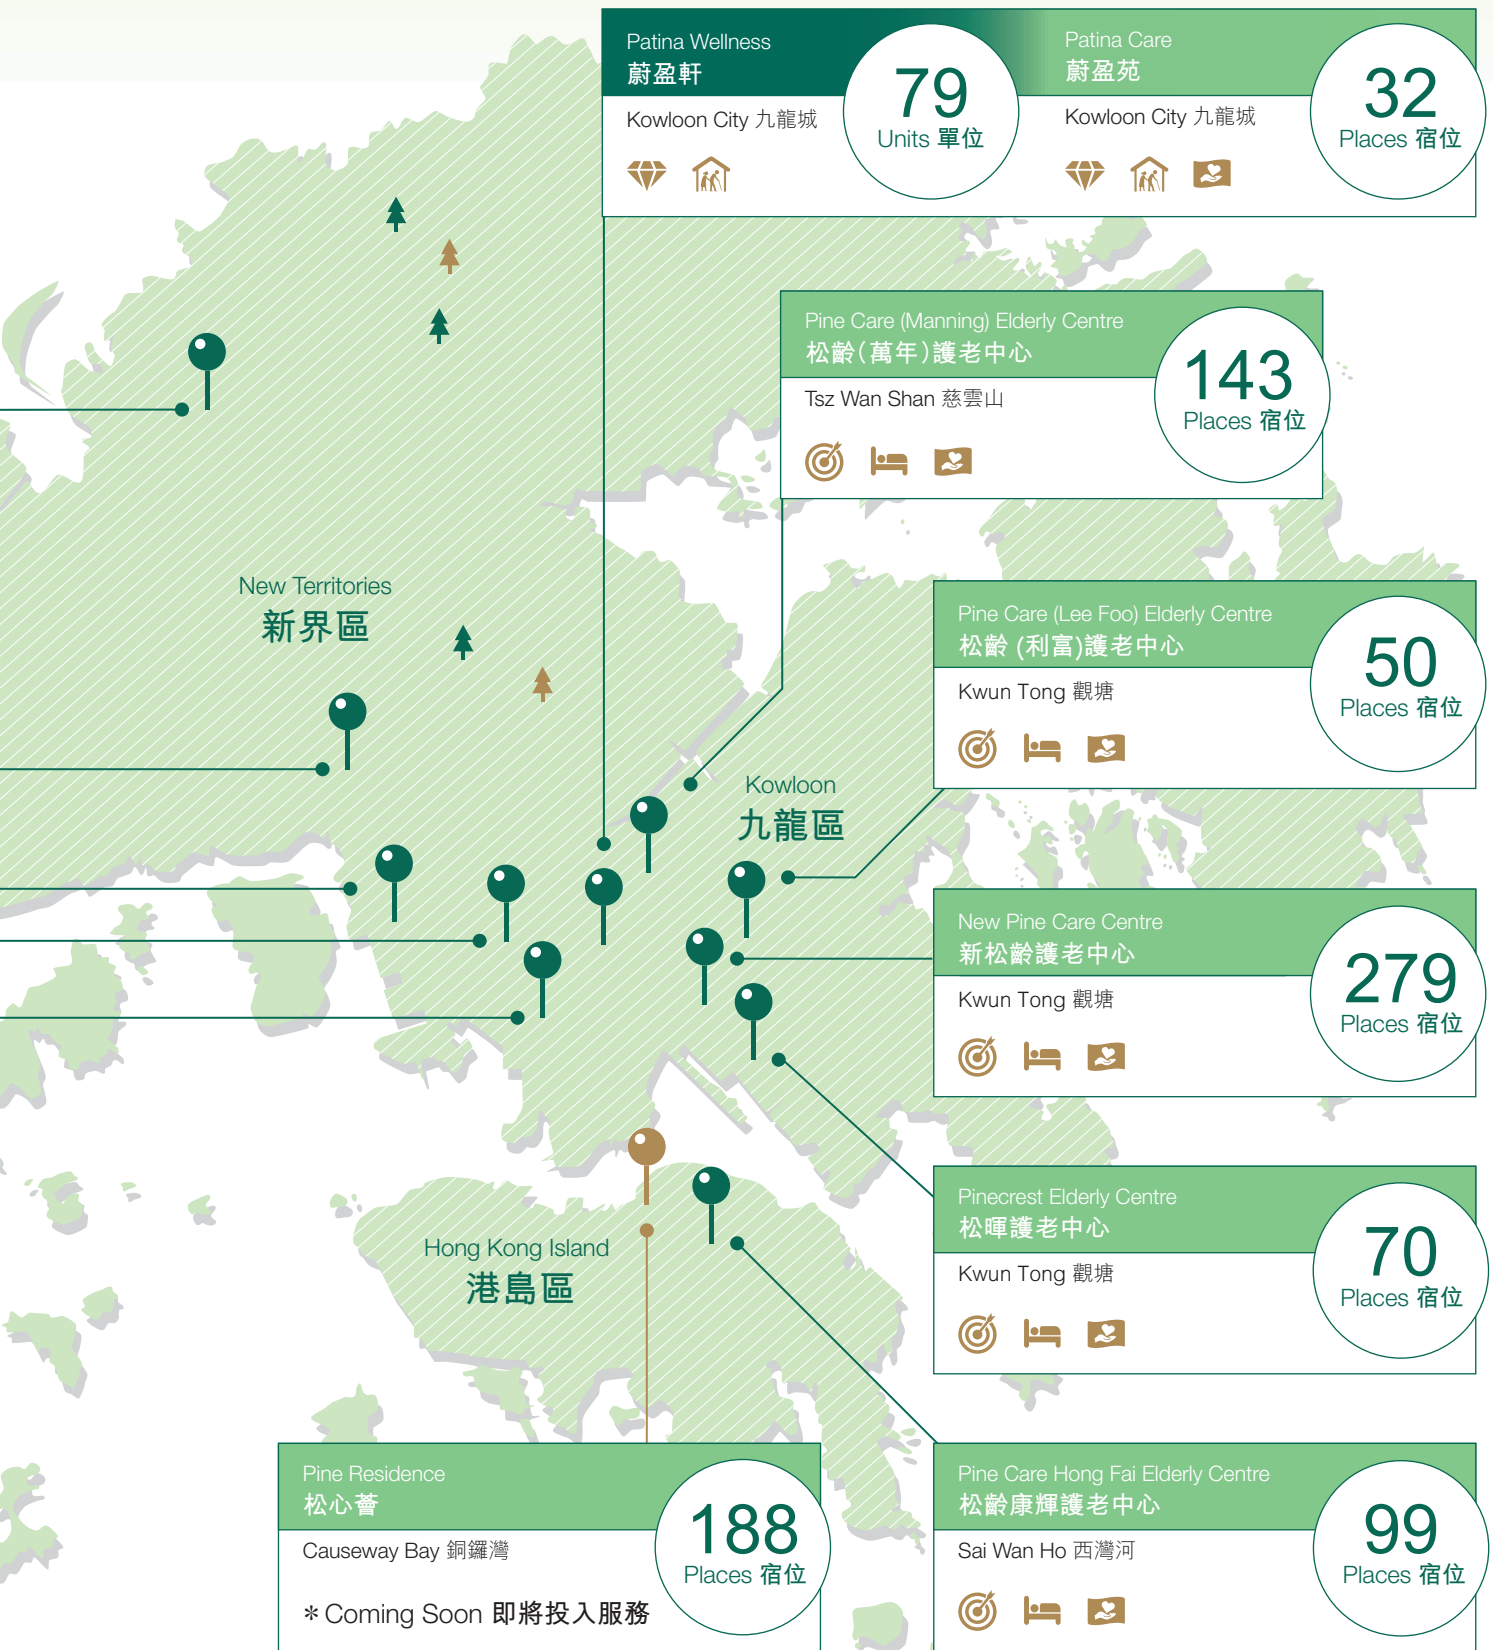 Patina Wellness
蔚盈軒
Kowloon City 九龍城
79
Units 單位
Patina Care
蔚盈苑
Kowloon City 九龍城
32
Places 宿位
Pine Care (Manning) Elderly Centre
松齡(萬年)護老中心
Tsz Wan Shan 慈雲山
143
Places 宿位
New Territories
新界區
Pine Care (Lee Foo) Elderly Centre
松齡 (利富)護老中心
Kwun Tong 觀塘
50
Places 宿位
Kowloon
九龍區
New Pine Care Centre
新松齡護老中心
Kwun Tong 觀塘
279
Places 宿位
Pinecrest Elderly Centre
松暉護老中心
Kwun Tong 觀塘
70
Places 宿位
Hong Kong Island
港島區
Pine Residence
松心薈
Causeway Bay 銅鑼灣
188
Places 宿位
＊Coming Soon 即將投入服務
Pine Care Hong Fai Elderly Centre
松齡康輝護老中心
Sai Wan Ho 西灣河
99
Places 宿位